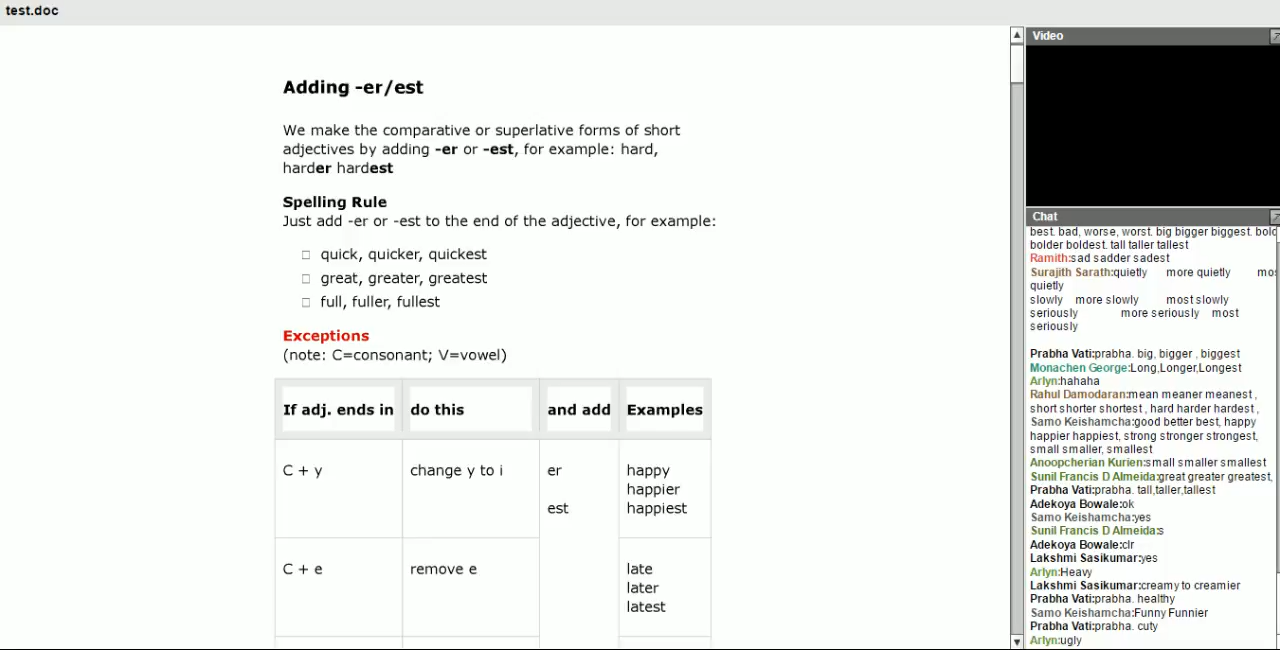 test.doc
Adding -er/est
We make the comparative or superlative forms of short
adjectives by adding -er or -est, for example: hard,
harder hardest
Spelling Rule
Just add -er or -est to the end of the adjective, for example:
quick, quicker, quickest
great, greater, greatest
full, fuller, fullest
Exceptions
(note: C=consonant; V=vowel)
If adj. ends in do this and add Examples
C + y change y to i er happy
happier
est happiest
C + e remove e late
later
latest
Video
Chat
best. bad, worse, worst. big bigger biggest.
bolder boldest. tall taller tallest
Ramith:sad sadder sadest
Surajith Sarath:quietly more quietly
quietly
slowly more slowly most slowly
seriously more seriously most
seriously
Prabha Vati:prabha. big, bigger , biggest
Monachen George:Long,Longer,Longest
Arlyn:hahaha
Rahul Damodaran:mean meaner meanest ,
short shorter shortest , hard harder hardest ,
Samo Keishamcha:good better best, happy
happier happiest, strong stronger strongest,
small smaller, smallest
Anoopcherian Kurien:small smaller smallest
Sunil Francis D Almeida:great greater greatest,
Prabha Vati:prabha. tall,taller,tallest
Adekoya Bowale:ok
Samo Keishamcha:yes
Sunil Francis D Almeida:s
Adekoya Bowale:clr
Lakshmi Sasikumar:yes
Arlyn:Heavy
Lakshmi Sasikumar:creamy to creamier
Prabha Vati:prabha. healthy
Samo Keishamcha:Funny Funnier
Prabha Vati:prabha. cuty
Arlyn:ugly